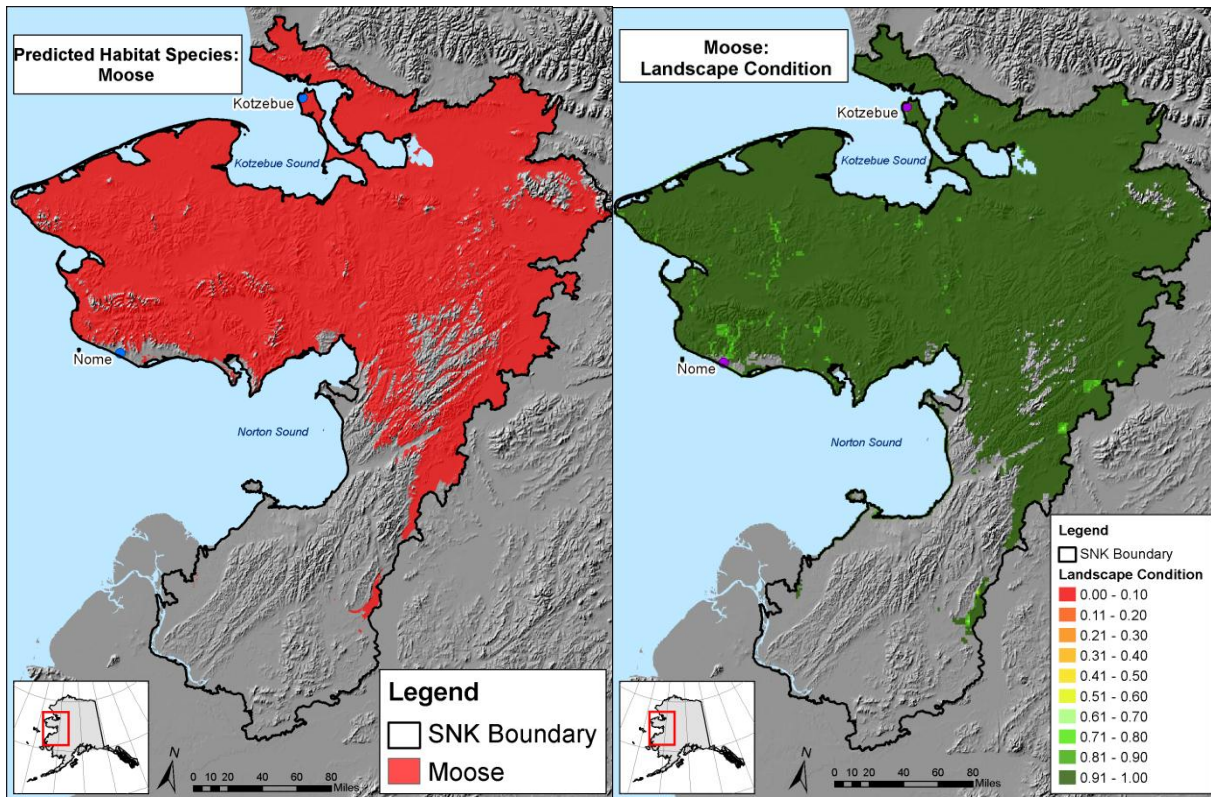 Predicted Habitat Species:
Moose
Kotzebue
Kotzebue Sound
Nome
Norton Sound
Legend
SNK Boundary
Moose
N
0 10 20 40 60 80
Miles
Moose:
Landscape Condition
Kotzebue
Kotzebue Sound
Nome
Norton Sound
Legend
SNK Boundary
Landscape Condition
0.00 - 0.10
0.11 - 0.20
0.21 - 0.30
0.31 - 0.40
0.41 - 0.50
0.51 - 0.60
0.61 - 0.70
0.71 - 0.80
0.81 - 0.90
0.91 - 1.00
N
0 10 20 40 60 80
Miles